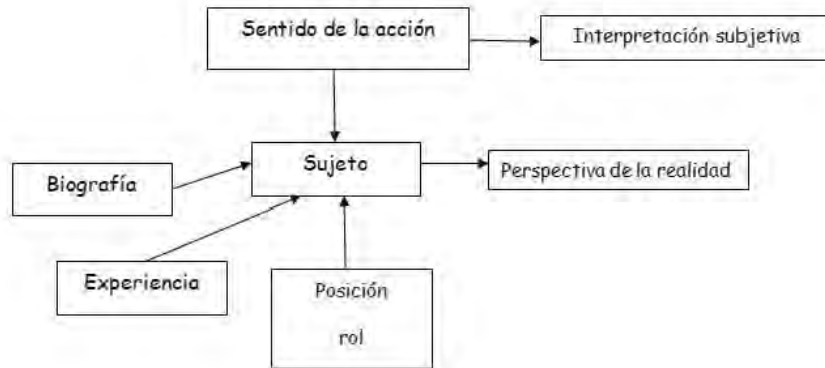 Sentido de la acción
Interpretación subjetiva
Sujeto
Perspectiva de la realidad
Biografía
Experiencia
Posición
rol